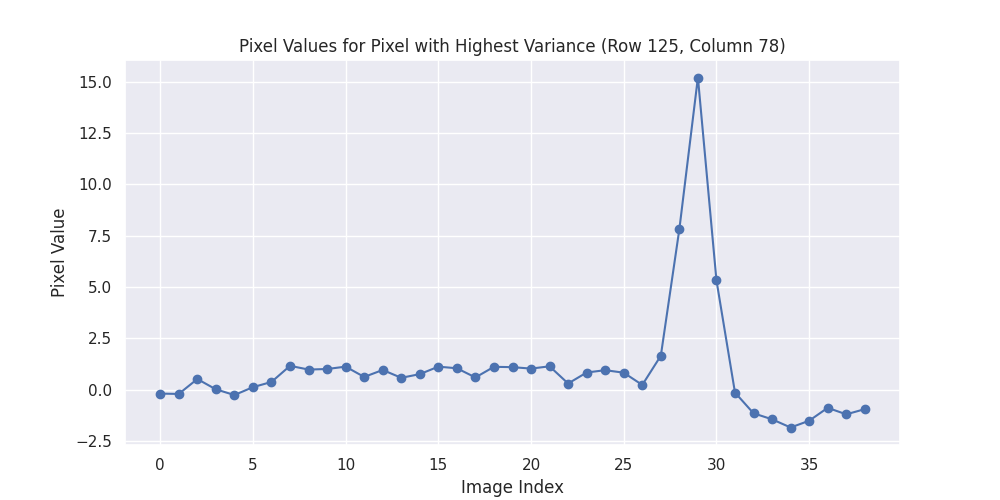 Pixel Values for Pixel with Highest Variance (Row 125, Column 78)
15.0
12.5
10.0
7.5
5.0
2.5
0.0
−2.5
Pixel Value
0 5 10 15 20 25 30 35
Image Index